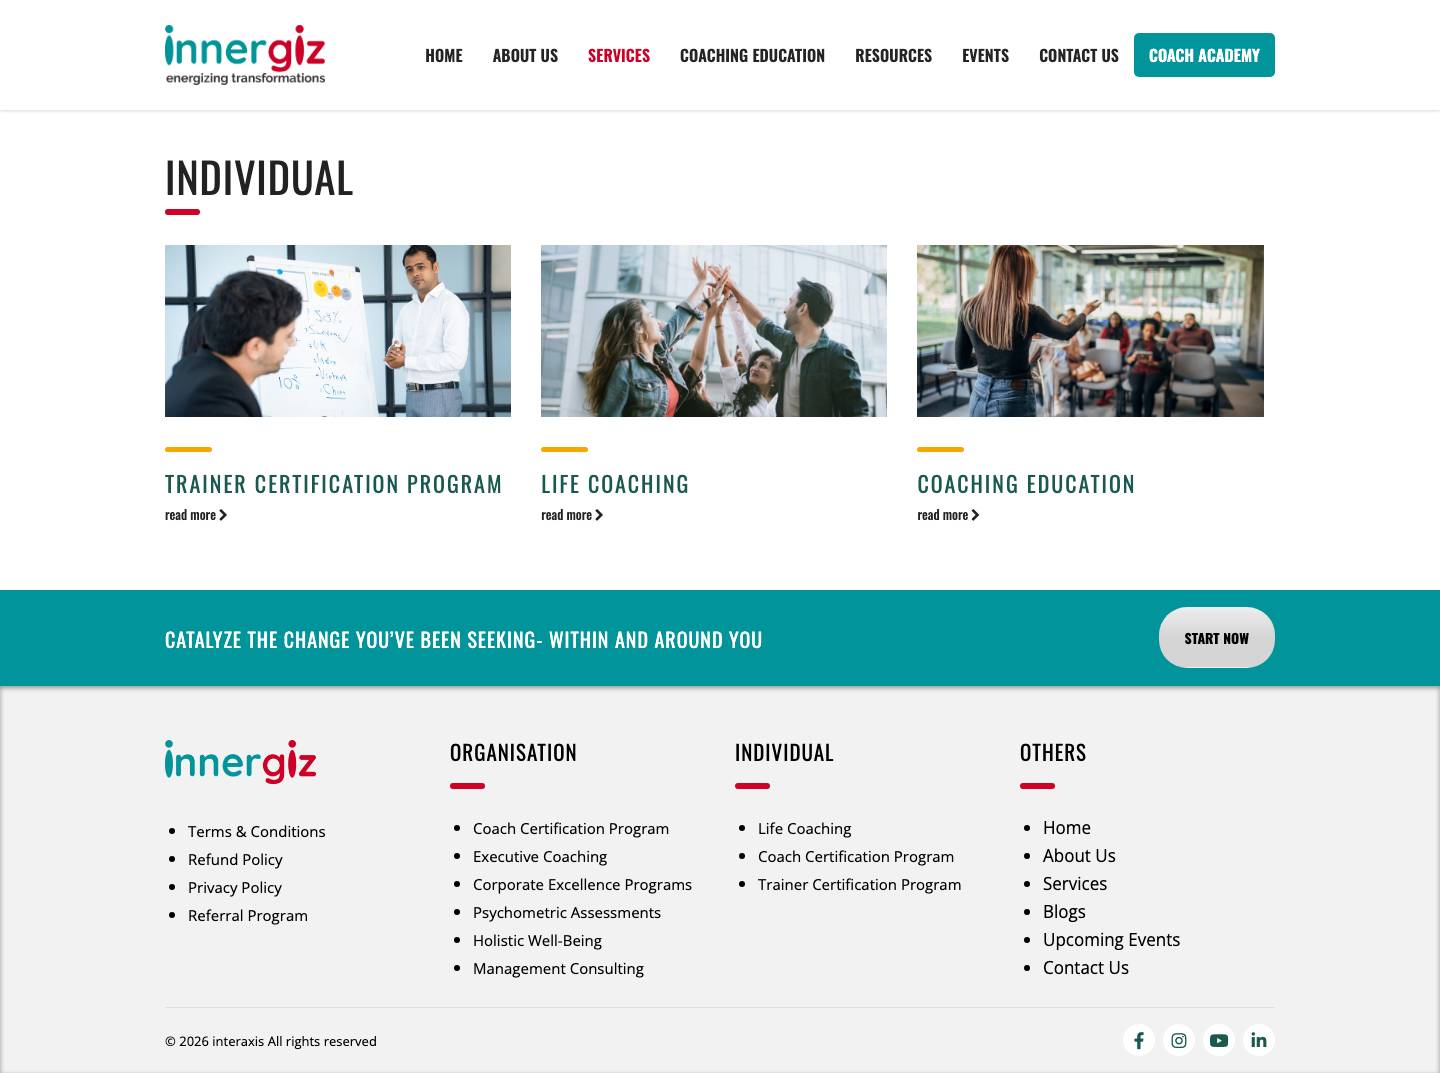 innergiz
energizing transformations
HOME ABOUT US SERVICES COACHING EDUCATION RESOURCES EVENTS CONTACT US COACH ACADEMY
INDIVIDUAL
10%
China
TRAINER CERTIFICATION PROGRAM
read more
LIFE COACHING
read more
COACHING EDUCATION
read more
CATALYZE THE CHANGE YOU’VE BEEN SEEKING- WITHIN AND AROUND YOU
START NOW
innergiz
Terms & Conditions
Refund Policy
Privacy Policy
Referral Program
ORGANISATION
Coach Certification Program
Executive Coaching
Corporate Excellence Programs
Psychometric Assessments
Holistic Well-Being
Management Consulting
INDIVIDUAL
Life Coaching
Coach Certification Program
Trainer Certification Program
OTHERS
Home
About Us
Services
Blogs
Upcoming Events
Contact Us
© 2026 interaxis All rights reserved